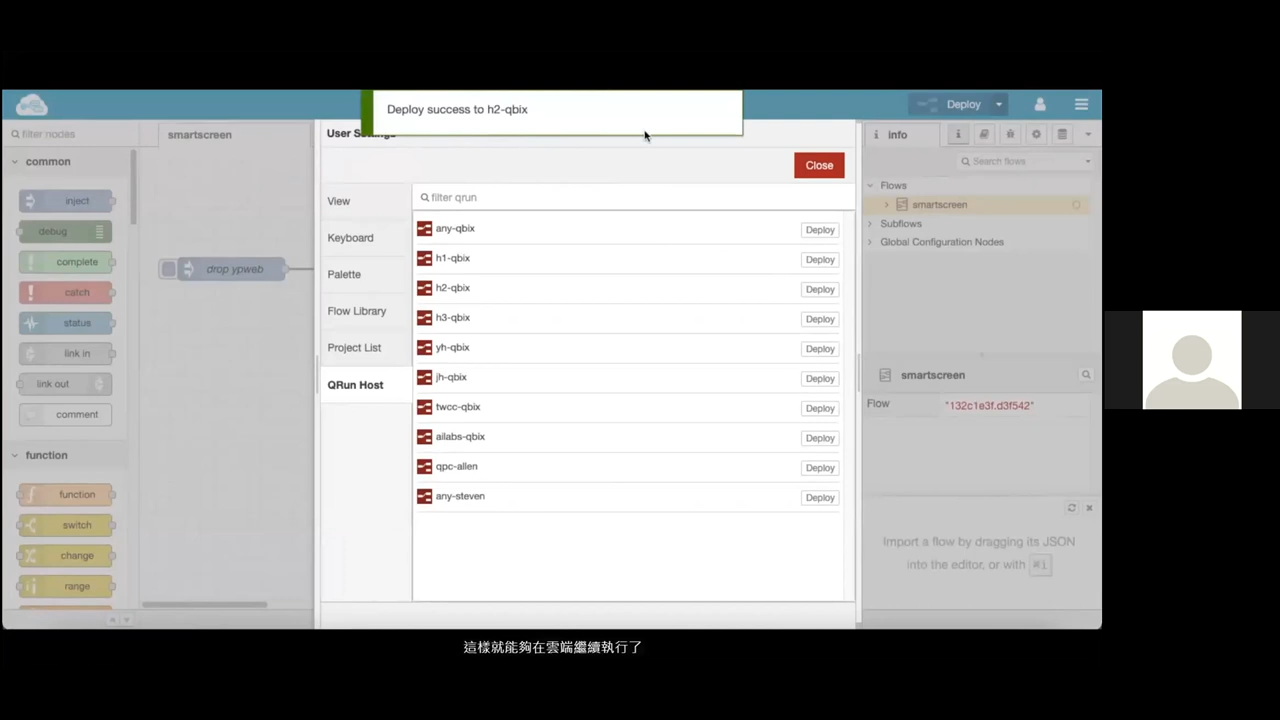 Deploy success to h2-qbix
Deploy
filter nodes
smartscreen
info
User Se
Close
Search flows
common
inject
debug
complete
catch
status
link in
link out
comment
function
function
switch
change
range
drop ypweb
View
Keyboard
Palette
Flow Library
Project List
QRun Host
filter qrun
any-qbix Deploy
h1-qbix Deploy
h2-qbix Deploy
h3-qbix Deploy
yh-qbix Deploy
jh-qbix Deploy
twcc-qbix Deploy
ailabs-qbix Deploy
qpc-allen Deploy
any-steven Deploy
Flows
smartscreen
Subflows
Global Configuration Nodes
smartscreen
Flow "132c1e3f.d3f542"
Import a flow by dragging its JSON
into the editor, or with ⌘i
這樣就能夠在雲端繼續執行了